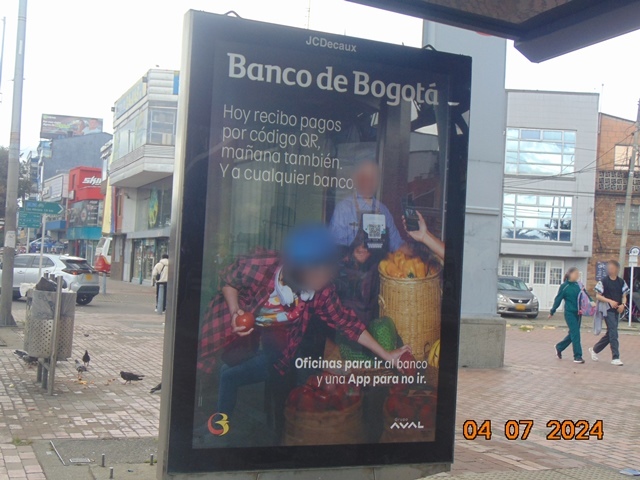 JCDecaux
Banco de Bogotá
Hoy recibo pagos
por código QR,
mañana también.
Y a cualquier banco
Oficinas para ir al banco
y una App para no ir.
AVAL
04 07 2024